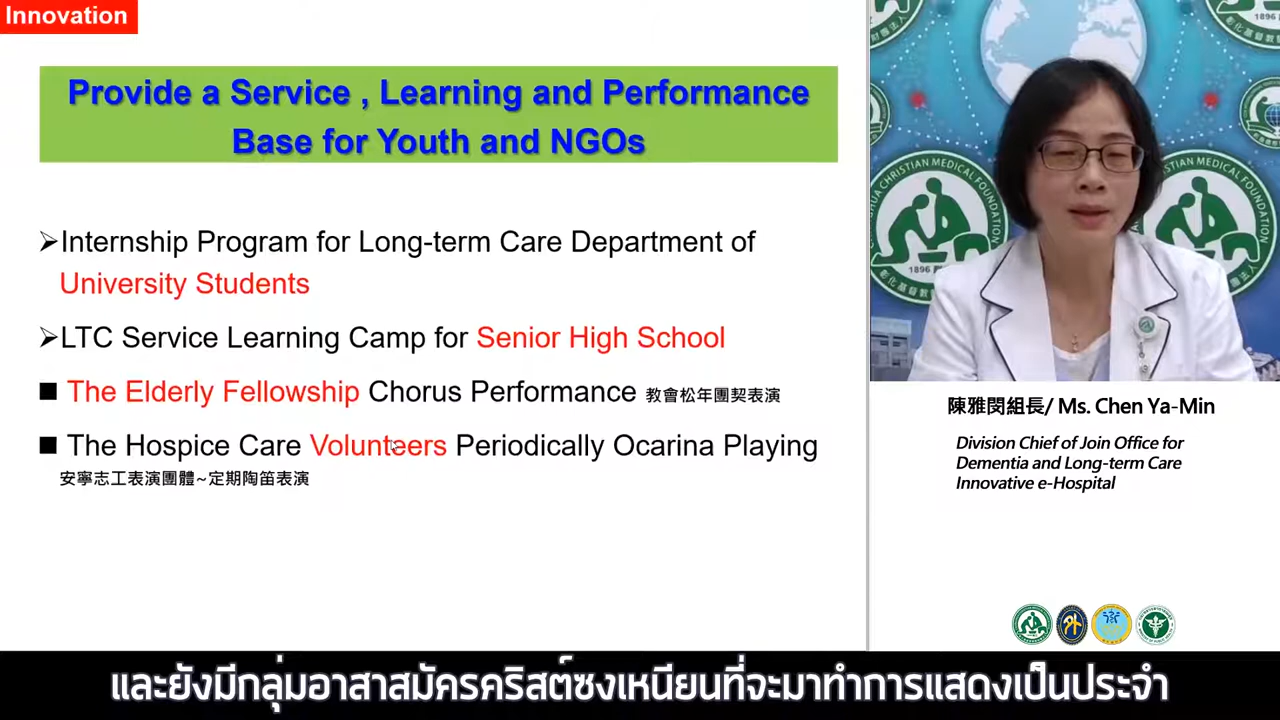 Innovation
Provide a Service , Learning and Performance
Base for Youth and NGOs
➢Internship Program for Long-term Care Department of
University Students
➢LTC Service Learning Camp for Senior High School
■ The Elderly Fellowship Chorus Performance 教會松年團契表演
■ The Hospice Care Volunteers Periodically Ocarina Playing
安寧志工表演團體~定期陶笛表演
CHRISTIAN MEDICAL FOUNDATION
1896
陳雅閔組長/ Ms. Chen Ya-Min
Division Chief of Join Office for
Dementia and Long-term Care
Innovative e-Hospital
และยังมีกลุ่มอาสาสมัครคริสต์ซงเหนียนที่จะมาทำการแสดงเป็นประจำ